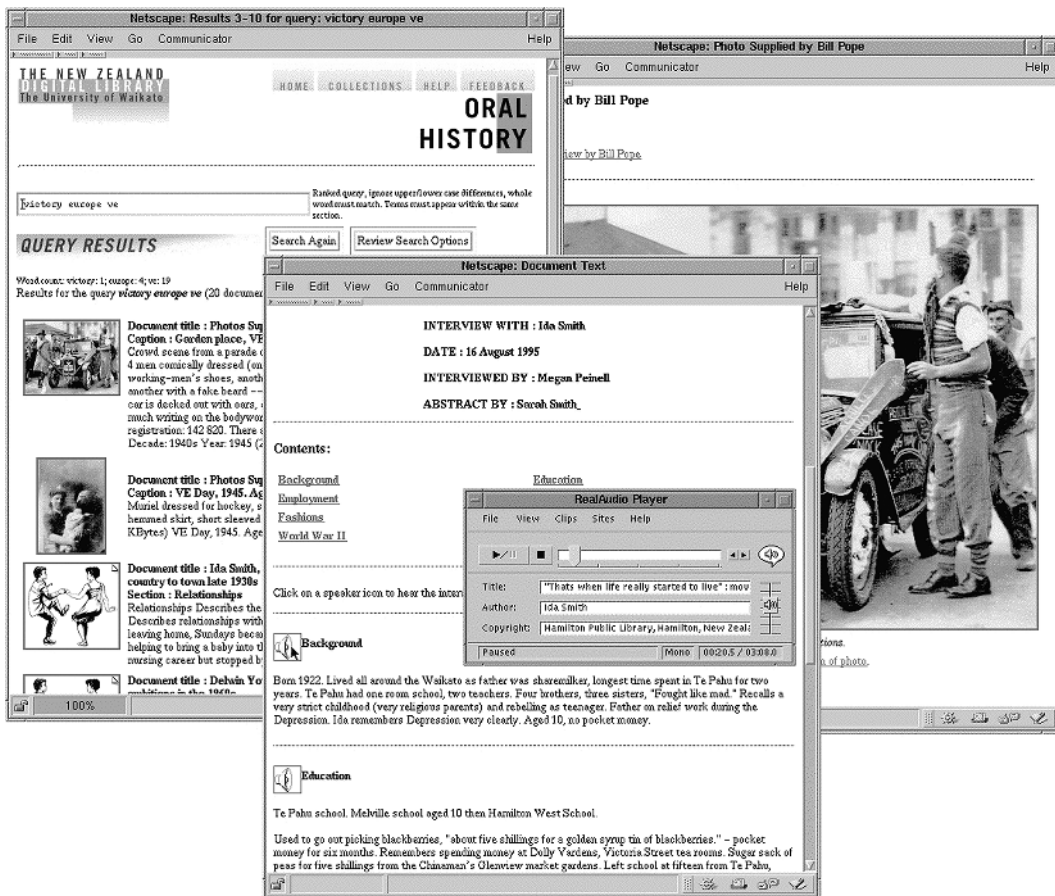 Netscape: Results 3-10 for query: victory europe ve
File Edit View Go Communicator Help
THE NEW ZEALAND
DIGITAL LIBRARY
The University of Waikato
HOME COLLECTIONS HELP FEEDBACK
ORAL
HISTORY
victory europe ve
Ranked query, ignore upper/lower case differences, whole
word must match. Terms must appear within the same
section.
QUERY RESULTS
Search Again Review Search Options
Word count: victory: 1; europe: 4; ve: 19
Results for the query victory europe ve (20 documen
Document title : Photos Sup
Caption : Garden place, VE
Crowd scene from a parade
4 men comically dressed (on
working-men's shoes, anoth
another with a fake beard --
car is decked out with oars,
much writing on the bodywor
registration: 142 820. There
Decade: 1940s Year: 1945 (2
Document title : Photos Sup
Caption : VE Day, 1945. Ag
Muriel dressed for hockey, s
hemmed skirt, short sleeved
KBytes) VE Day, 1945. Age
Document title : Ida Smith,
country to town late 1930s
Section : Relationships
Relationships Describes the
Describes relationships with
leaving home, Sundays becam
helping to bring a baby into t
nursing career but stopped b
Document title : Delwin Yo
ambitions in the 1960s
100%
Netscape: Photo Supplied by Bill Pope
ew Go Communicator Help
d by Bill Pope
view by Bill Pope
tions.
n of photo.
Netscape: Document Text
File Edit View Go Communicator Help
INTERVIEW WITH : Ida Smith
DATE : 16 August 1995
INTERVIEWED BY : Megan Peinell
ABSTRACT BY : Sarah Smith_
Contents:
Background Education
Employment
Fashions
World War II
Click on a speaker icon to hear the inter
Background
Born 1922. Lived all around the Waikato as father was sharemilker, longest time spent in Te Pahu for two
years. Te Pahu had one room school, two teachers. Four brothers, three sisters, "Fought like mad." Recalls a
very strict childhood (very religious parents) and rebelling as teenager. Father on relief work during the
Depression. Ida remembers Depression very clearly. Aged 10, no pocket money.
Education
Te Pahu school. Melville school aged 10 then Hamilton West School.
Used to go out picking blackberries, "about five shillings for a golden syrup tin of blackberries." - pocket
money for six months. Remembers spending money at Dolly Vardens, Victoria Street tea rooms. Sugar sack of
peas for five shillings from the Chinaman's Glenview market gardens. Left school at fifteen from Te Pahu,
RealAudio Player
File View Clips Sites Help
Title: "Thats when life really started to live" : mov
Author: Ida Smith
Copyright: Hamilton Public Library, Hamilton, New Zeal
Paused Mono 00:20.5 / 03:08.0